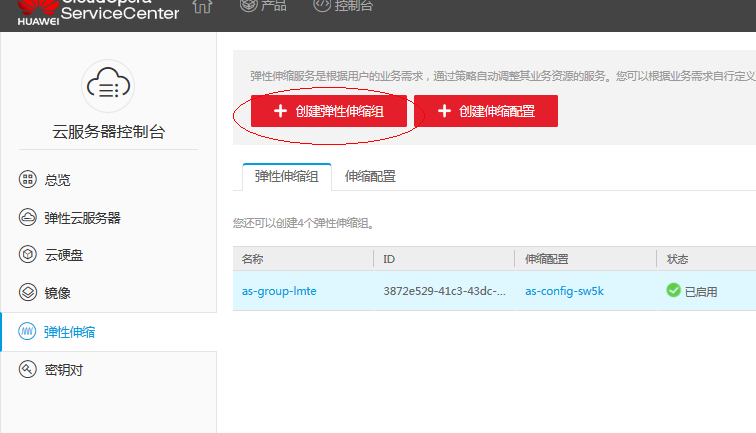 CloudOpera
ServiceCenter
HUAWEI
产品
控制台
云服务器控制台
总览
弹性云服务器
云硬盘
镜像
弹性伸缩
密钥对
弹性伸缩服务是根据用户的业务需求，通过策略自动调整其业务资源的服务。您可以根据业务需求自行定义
创建弹性伸缩组
创建伸缩配置
弹性伸缩组 伸缩配置
您还可以创建4个弹性伸缩组。
名称 ID 伸缩配置 状态
as-group-lmte 3872e529-41c3-43dc-... as-config-sw5k 已启用